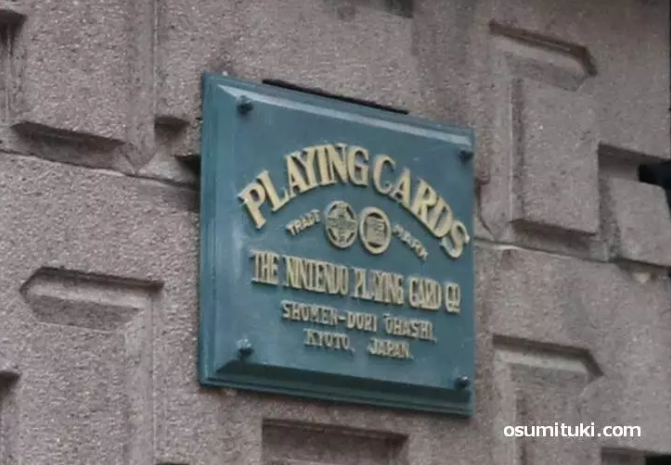 PLAYING CARDS
TRADE MARK
THE NINTENDO PLAYING CARD CO.
SHOMEN-DORI OHASHI,
KYOTO, JAPAN.
osumituki.com